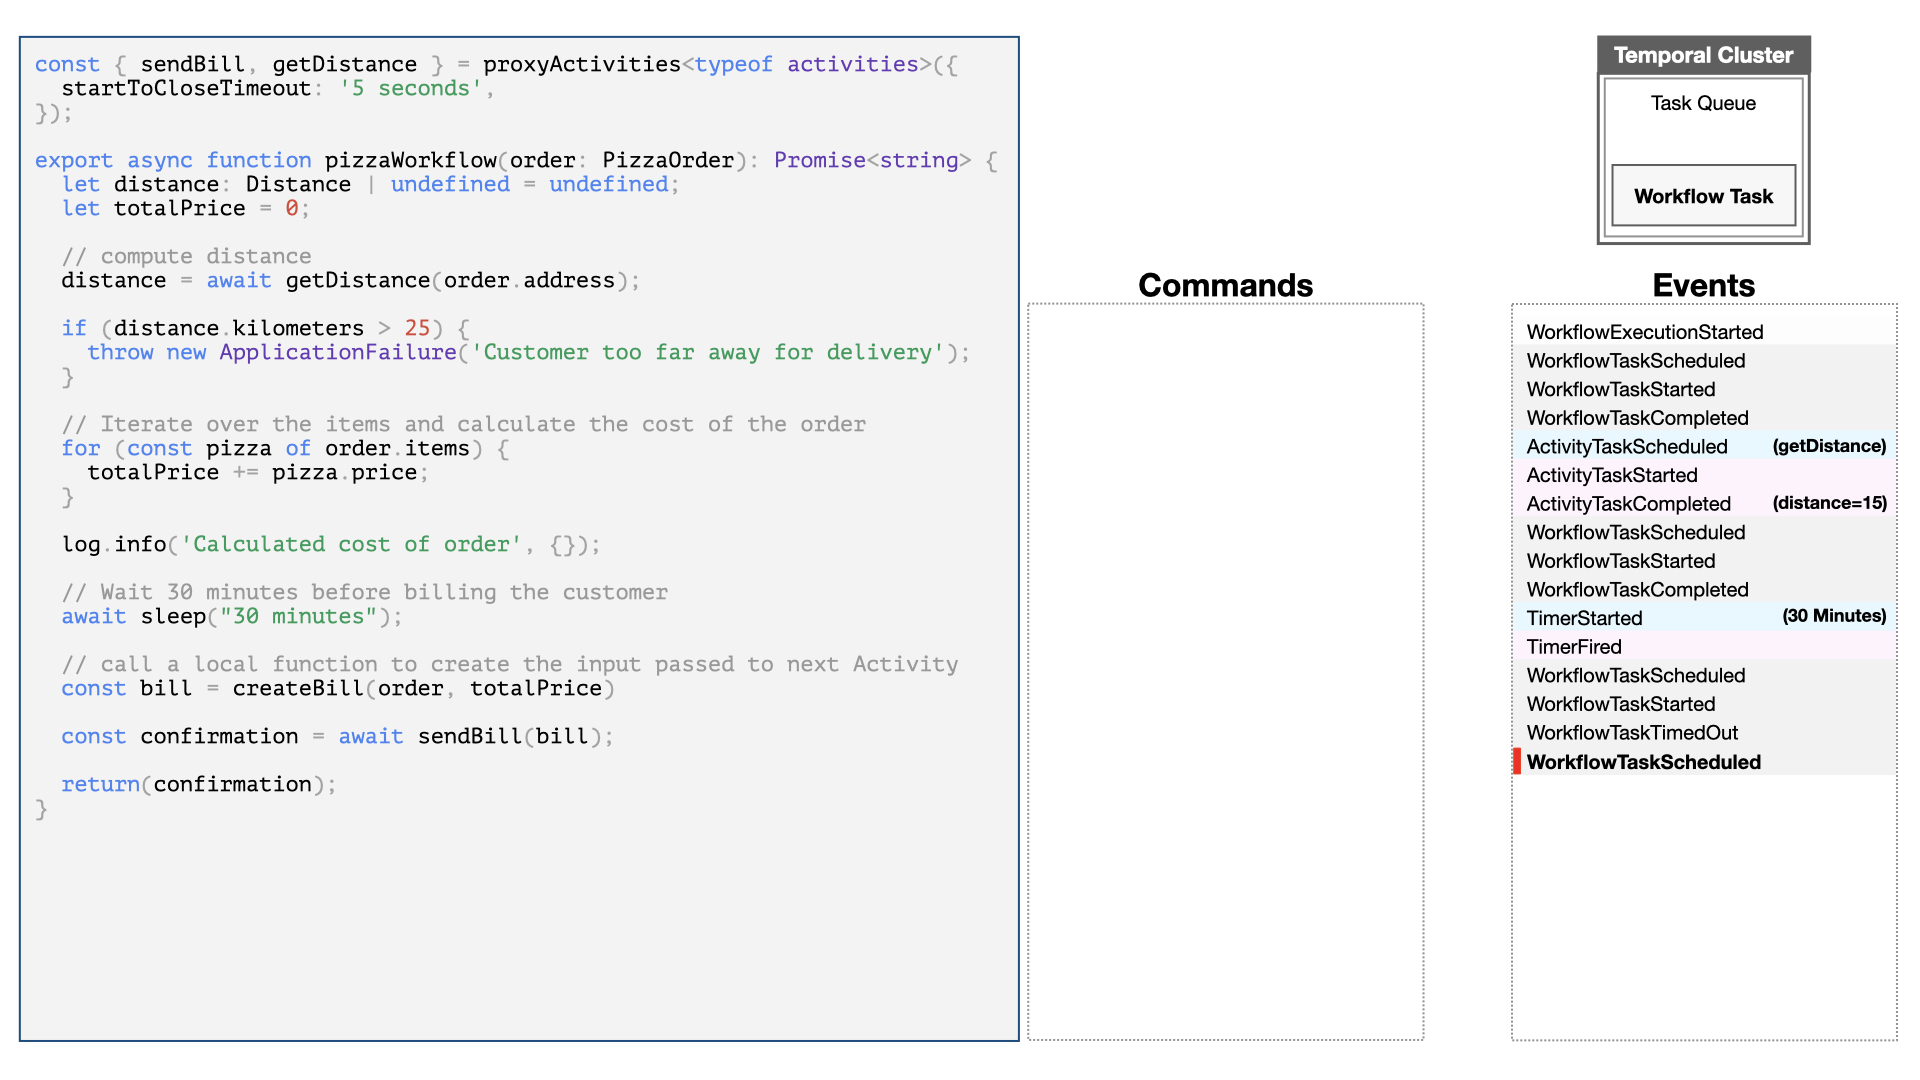 const { sendBill, getDistance } = proxyActivities<typeof activities>({
  startToCloseTimeout: '5 seconds',
});

export async function pizzaWorkflow(order: PizzaOrder): Promise<string> {
  let distance: Distance | undefined = undefined;
  let totalPrice = 0;

  // compute distance
  distance = await getDistance(order.address);

  if (distance.kilometers > 25) {
    throw new ApplicationFailure('Customer too far away for delivery');
  }

  // Iterate over the items and calculate the cost of the order
  for (const pizza of order.items) {
    totalPrice += pizza.price;
  }

  log.info('Calculated cost of order', {});

  // Wait 30 minutes before billing the customer
  await sleep("30 minutes");

  // call a local function to create the input passed to next Activity
  const bill = createBill(order, totalPrice)

  const confirmation = await sendBill(bill);

  return(confirmation);
}
Commands
Temporal Cluster
Task Queue
Workflow Task
Events
WorkflowExecutionStarted
WorkflowTaskScheduled
WorkflowTaskStarted
WorkflowTaskCompleted
ActivityTaskScheduled (getDistance)
ActivityTaskStarted
ActivityTaskCompleted (distance=15)
WorkflowTaskScheduled
WorkflowTaskStarted
WorkflowTaskCompleted
TimerStarted (30 Minutes)
TimerFired
WorkflowTaskScheduled
WorkflowTaskStarted
WorkflowTaskTimedOut
WorkflowTaskScheduled